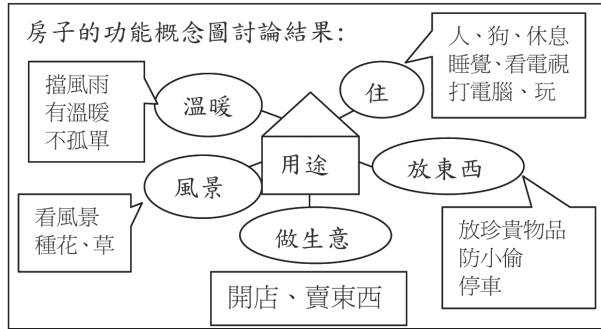 房子的功能概念圖討論結果:
人、狗、休息
睡覺、看電視
打電腦、玩
擋風雨
有溫暖
不孤單
溫暖
住
用途
風景
放東西
看風景
種花、草
做生意
放珍貴物品
防小偷
停車
開店、賣東西